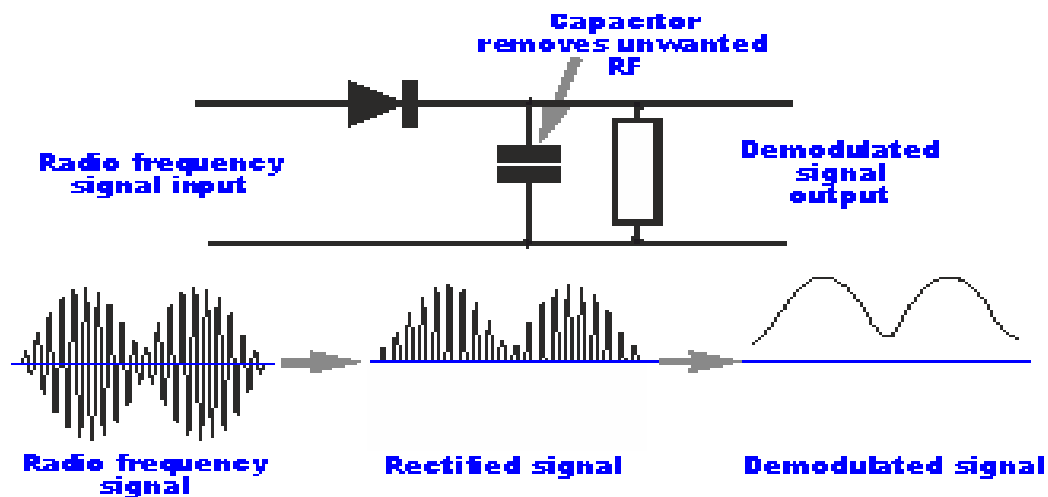 Capacitor
removes unwanted
RF
Radio frequency
signal input
Demodulated
signal
output
Radio frequency
signal
Rectified signal
Demodulated signal